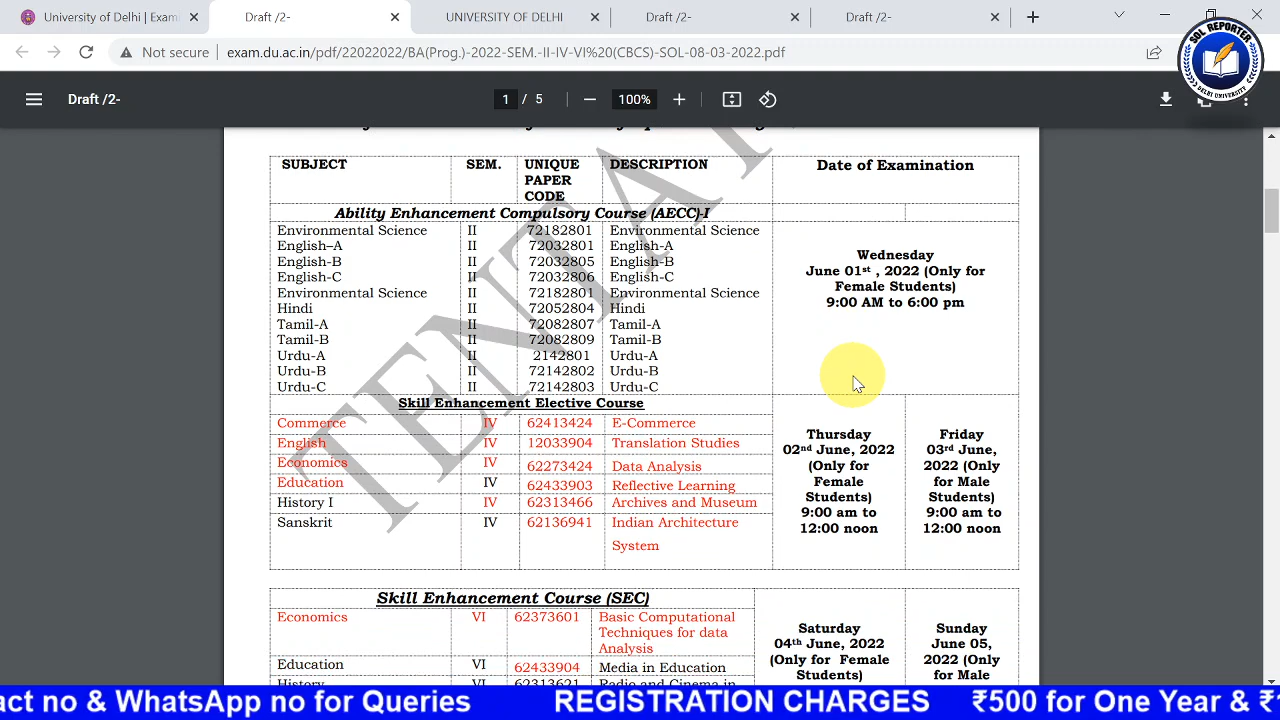 University of Delhi | Exam
Draft /2-
UNIVERSITY OF DELHI
Draft /2-
Draft /2-
Not secure
exam.du.ac.in/pdf/22022022/BA(Prog.)-2022-SEM.-II-IV-VI%20(CBCS)-SOL-08-03-2022.pdf
SOL REPORTER
DELHI UNIVERSITY
Draft /2-
1 / 5
100%
SUBJECT SEM. UNIQUE PAPER CODE DESCRIPTION Date of Examination
Ability Enhancement Compulsory Course (AECC)-I
Environmental Science II 72182801 Environmental Science
English–A II 72032801 English-A
English-B II 72032805 English-B
English-C II 72032806 English-C
Environmental Science II 72182801 Environmental Science
Hindi II 72052804 Hindi
Tamil-A II 72082807 Tamil-A
Tamil-B II 72082809 Tamil-B
Urdu-A II 2142801 Urdu-A
Urdu-B II 72142802 Urdu-B
Urdu-C II 72142803 Urdu-C
Wednesday
June 01st , 2022 (Only for
Female Students)
9:00 AM to 6:00 pm
Skill Enhancement Elective Course
Commerce IV 62413424 E-Commerce
English IV 12033904 Translation Studies
Economics IV 62273424 Data Analysis
Education IV 62433903 Reflective Learning
History I IV 62313466 Archives and Museum
Sanskrit IV 62136941 Indian Architecture
System
Thursday
02nd June, 2022
(Only for
Female
Students)
9:00 am to
12:00 noon
Friday
03rd June,
2022 (Only
for Male
Students)
9:00 am to
12:00 noon
Skill Enhancement Course (SEC)
Economics VI 62373601 Basic Computational
Techniques for data
Analysis
Education VI 62433904 Media in Education
History VI 62313621 Radio and Cinema in
Saturday
04th June, 2022
(Only for Female
Students)
Sunday
June 05,
2022 (Only
for Male
TENTAT
act no & WhatsApp no for Queries REGISTRATION CHARGES ₹500 for One Year &